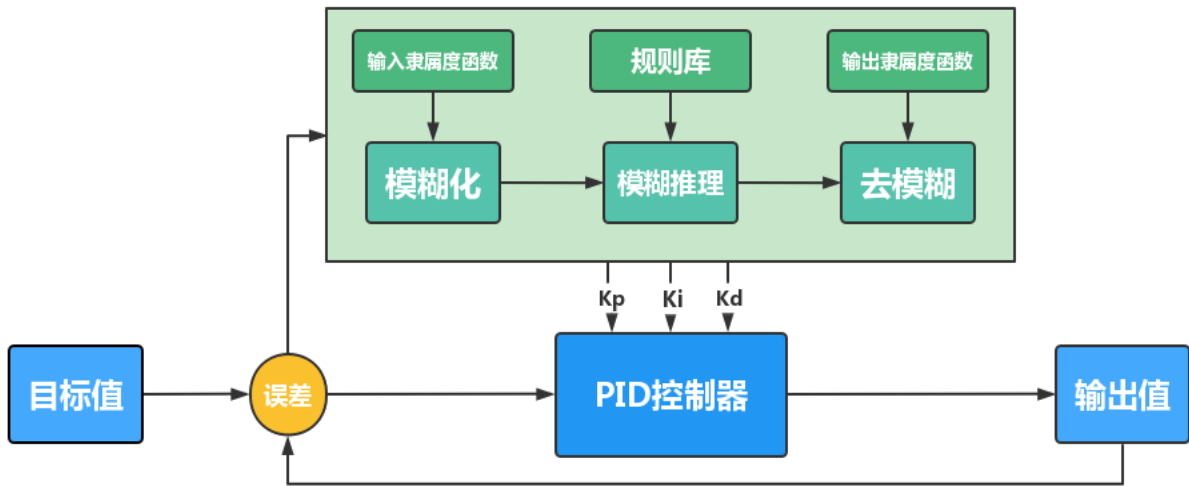 输入隶属度函数
规则库
输出隶属度函数
模糊化
模糊推理
去模糊
Kp
Ki
Kd
目标值
误差
PID控制器
输出值